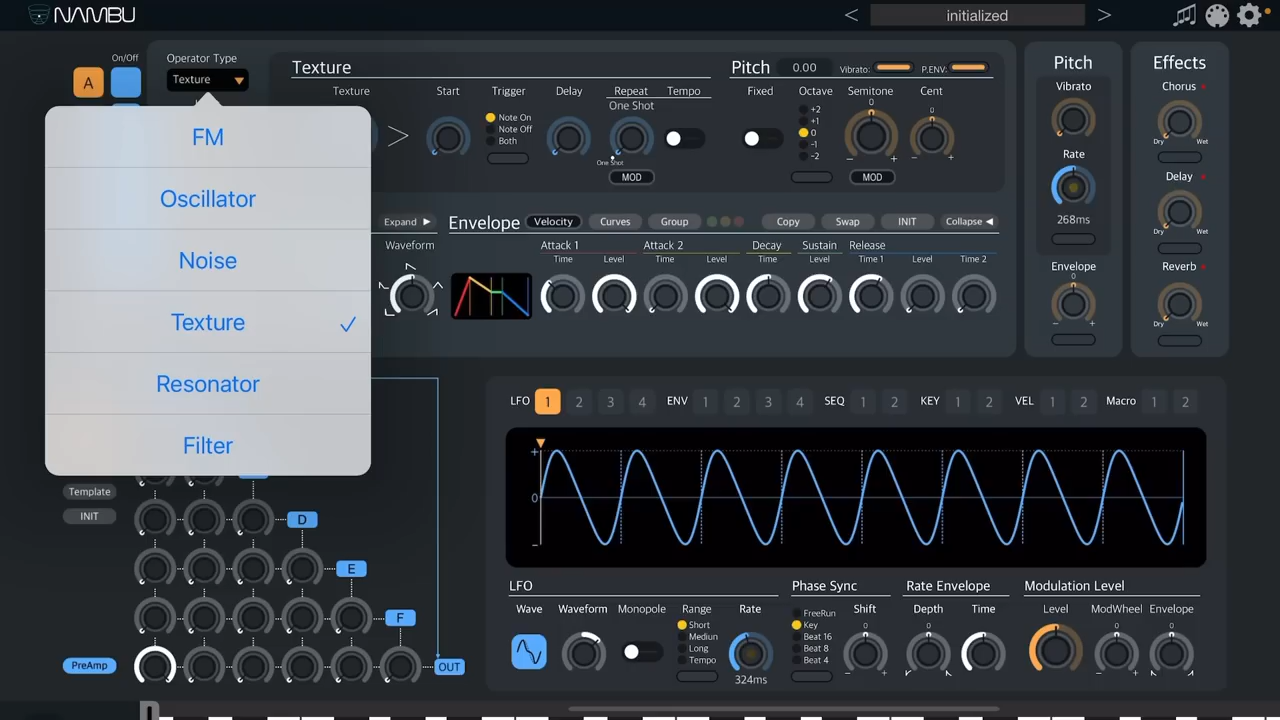 NAMBU
< initialized >
On/Off
A
Operator Type
Texture
FM
Oscillator
Noise
Texture
Resonator
Filter
Texture
Texture
Start
Trigger
Note On
Note Off
Both
Delay
Repeat
One Shot
One Shot
MOD
Tempo
Pitch
0.00
Vibrato:
P.ENV:
Fixed
Octave
+2
+1
0
-1
-2
Semitone
0
− +
MOD
Cent
0
− +
Expand ▶
Waveform
Envelope
Velocity
Curves
Group
Copy
Swap
INIT
Collapse ◀
Attack 1
Time
Level
Attack 2
Time
Level
Decay
Time
Sustain
Level
Release
Time 1
Level
Time 2
Pitch
Vibrato
Rate
268ms
Envelope
0
− +
Effects
Chorus
Dry Wet
Delay
Dry Wet
Reverb
Dry Wet
Template
INIT
D
E
F
PreAmp
OUT
LFO 1 2 3 4 ENV 1 2 3 4 SEQ 1 2 KEY 1 2 VEL 1 2 Macro 1 2
+
0
−
LFO
Wave
Waveform
Monopole
Range
Short
Mediun
Long
Tempo
Rate
324ms
Phase Sync
FreeRun
Key
Beat 16
Beat 8
Beat 4
Shift
0
− +
Rate Envelope
Depth
0
Time
Modulation Level
Level
ModWheel
0
− +
Envelope
0